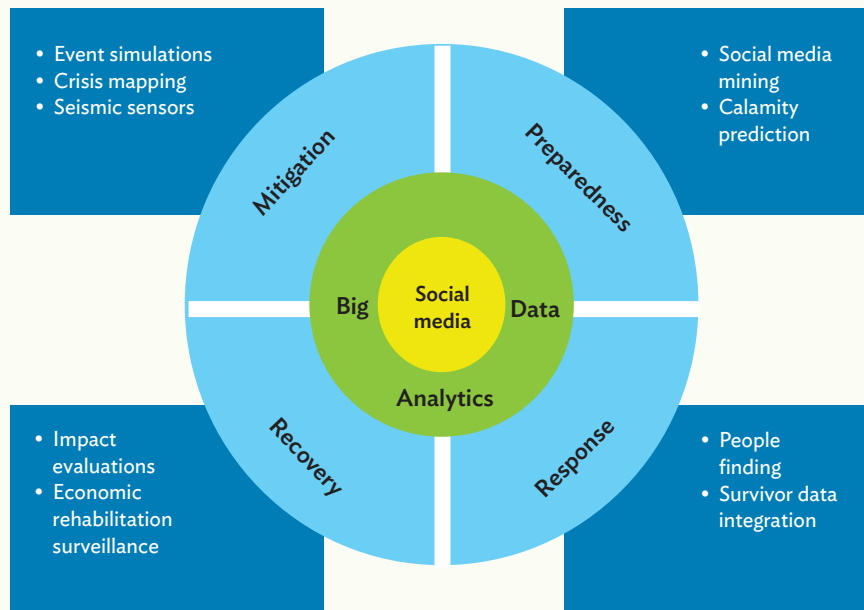 • Event simulations
• Crisis mapping
• Seismic sensors
• Social media
mining
• Calamity
prediction
Mitigation
Preparedness
Big
Social
media
Data
Analytics
Recovery
Response
• Impact
evaluations
• Economic
rehabilitation
surveillance
• People
finding
• Survivor data
integration